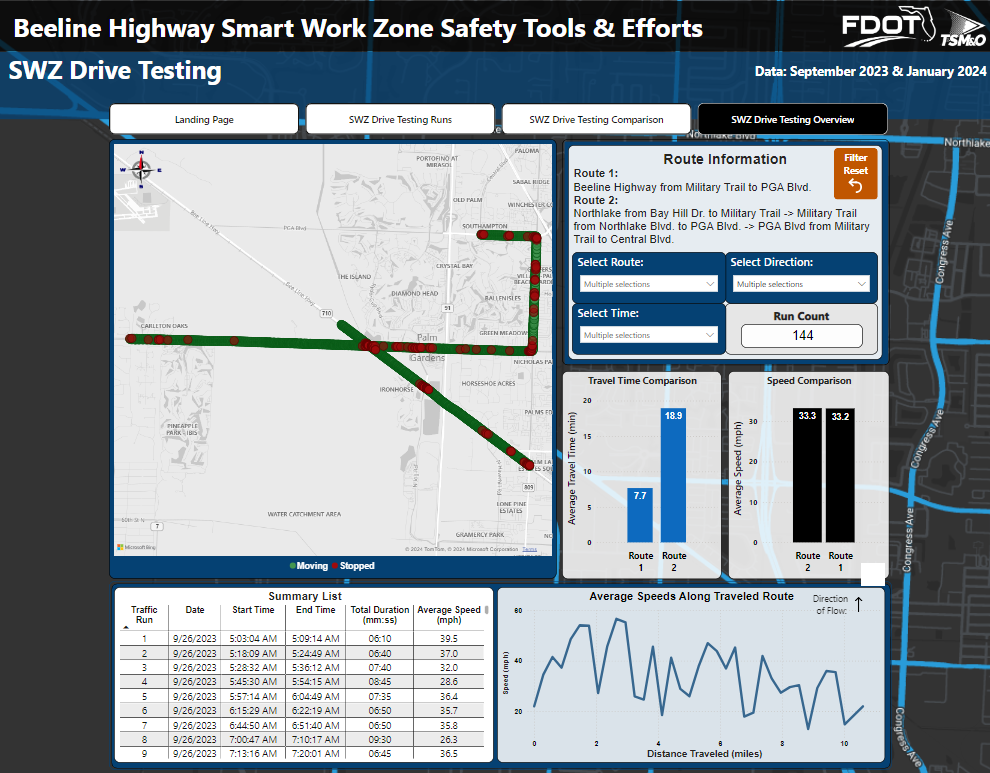 Beeline Highway Smart Work Zone Safety Tools & Efforts
FDOT
TSM&O
SWZ Drive Testing
Data: September 2023 & January 2024
Landing Page
SWZ Drive Testing Runs
SWZ Drive Testing Comparison
SWZ Drive Testing Overview
Northlake Blvd
Northlake
N
W E
S
PORTOFINO AT
MIRASOL
PALOMA
SABAL RIDGE
OLD PALM
WINCHESTER CO
SOUTHAMPTON
PGA Blvd
Bee Line Hwy
CRYSTAL BAY
THE ISLAND
DIAMOND HEAD
BALLENISLES
Bee Line Hwy
710
91
GREEN MEADOW
CARLETON OAKS
Palm
Gardens
NICHOLAS PA
IRONHORSE
HORSESHOE ACRES
PALMS ED
PINEAPPLE
PARK - IBIS
809
LONE PINE
ESTATES
WATER CATCHMENT AREA
7
GRAMERCY PARK
Microsoft Bing
© 2024 TomTom, © 2024 Microsoft Corporation Terms
Moving Stopped
Route Information
Filter
Reset
Route 1:
Beeline Highway from Military Trail to PGA Blvd.
Route 2:
Northlake from Bay Hill Dr. to Military Trail -> Military Trail
from Northlake Blvd. to PGA Blvd. -> PGA Blvd from Military
Trail to Central Blvd.
Select Route:
Multiple selections
Select Direction:
Multiple selections
Select Time:
Multiple selections
Run Count
144
Travel Time Comparison
Average Travel Time (min)
20
15
10
5
0
7.7
18.9
Route
1
Route
2
Speed Comparison
Average Speed (mph)
30
20
10
0
33.3
33.2
Route
2
Route
1
Congress Ave
Congress Ave
Congress Ave
Congress Ave
Summary List
Traffic Run Date Start Time End Time Total Duration (mm:ss) Average Speed (mph)
1 9/26/2023 5:03:04 AM 5:09:14 AM 06:10 39.5
2 9/26/2023 5:18:09 AM 5:24:49 AM 06:40 37.0
3 9/26/2023 5:28:32 AM 5:36:12 AM 07:40 32.0
4 9/26/2023 5:45:30 AM 5:54:15 AM 08:45 28.6
5 9/26/2023 5:57:14 AM 6:04:49 AM 07:35 36.4
6 9/26/2023 6:15:29 AM 6:22:19 AM 06:50 35.7
7 9/26/2023 6:44:50 AM 6:51:40 AM 06:50 35.8
8 9/26/2023 7:00:47 AM 7:10:17 AM 09:30 26.3
9 9/26/2023 7:13:16 AM 7:20:01 AM 06:45 36.5
Average Speeds Along Traveled Route
Direction
of Flow:
Speed (mph)
60
40
20
0 2 4 6 8 10
Distance Traveled (miles)